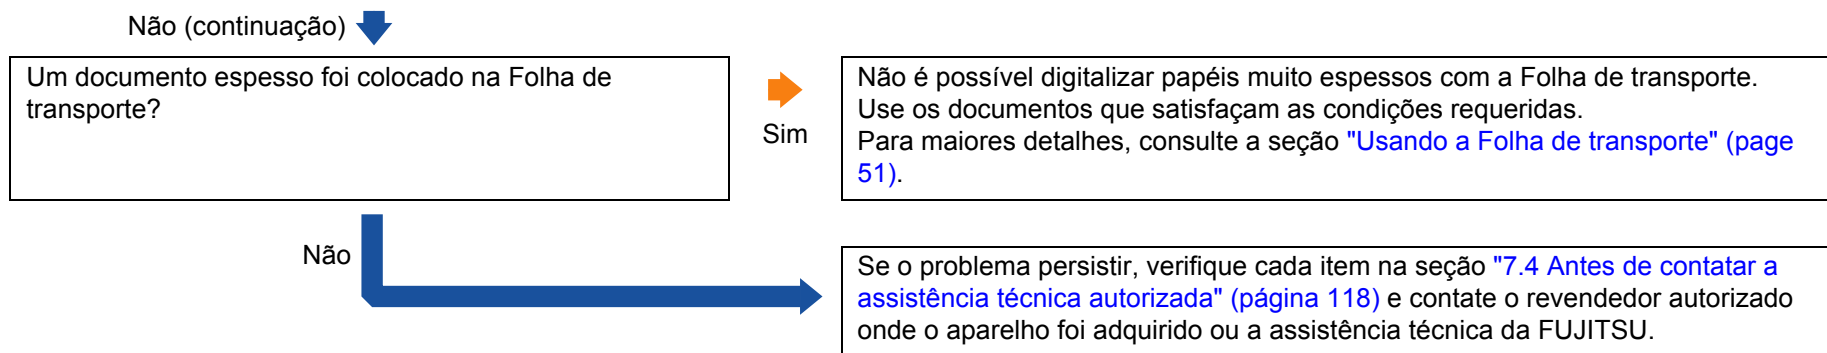 Não (continuação)
Um documento espesso foi colocado na Folha de
transporte?
Sim
Não é possível digitalizar papéis muito espessos com a Folha de transporte.
Use os documentos que satisfaçam as condições requeridas.
Para maiores detalhes, consulte a seção "Usando a Folha de transporte" (page
51).
Não
Se o problema persistir, verifique cada item na seção "7.4 Antes de contatar a
assistência técnica autorizada" (página 118) e contate o revendedor autorizado
onde o aparelho foi adquirido ou a assistência técnica da FUJITSU.